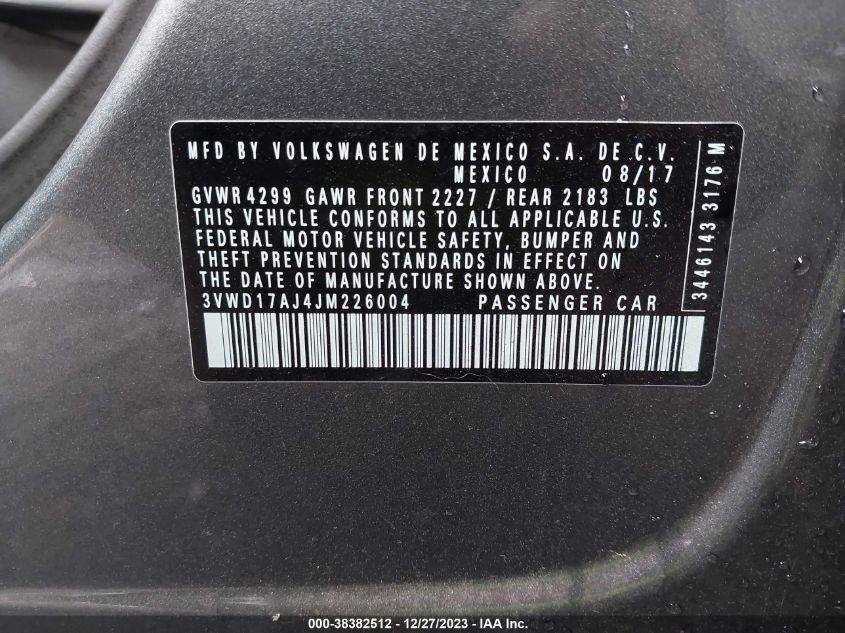 MFD BY VOLKSWAGEN DE MEXICO S.A. DE C.V.
MEXICO 08/17
GVWR 4299 GAWR FRONT 2227 / REAR 2183 LBS
THIS VEHICLE CONFORMS TO ALL APPLICABLE U.S.
FEDERAL MOTOR VEHICLE SAFETY, BUMPER AND
THEFT PREVENTION STANDARDS IN EFFECT ON
THE DATE OF MANUFACTURE SHOWN ABOVE.
3VWD17AJ4JM226004 PASSENGER CAR
3446143 3176 M
000-38382512 - 12/27/2023 - IAA Inc.